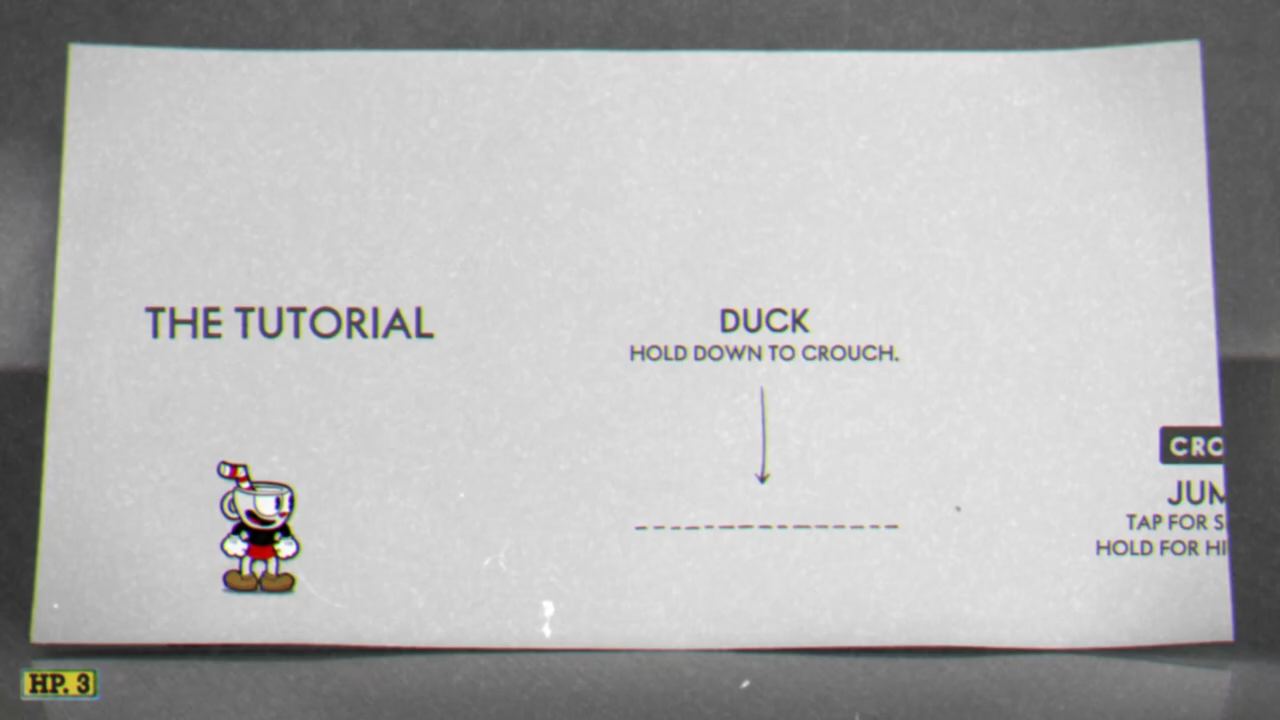 THE TUTORIAL
DUCK
HOLD DOWN TO CROUCH.
CRO
JUM
TAP FOR S
HOLD FOR HI
HP. 3